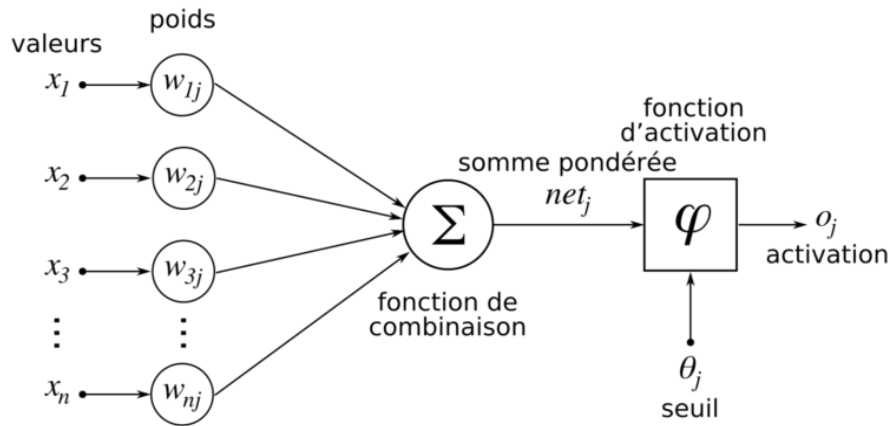 valeurs
poids
x1
w1j
x2
w2j
x3
w3j
xn
wnj
Σ
fonction de
combinaison
somme pondérée
netj
fonction
d'activation
φ
oj
activation
θj
seuil